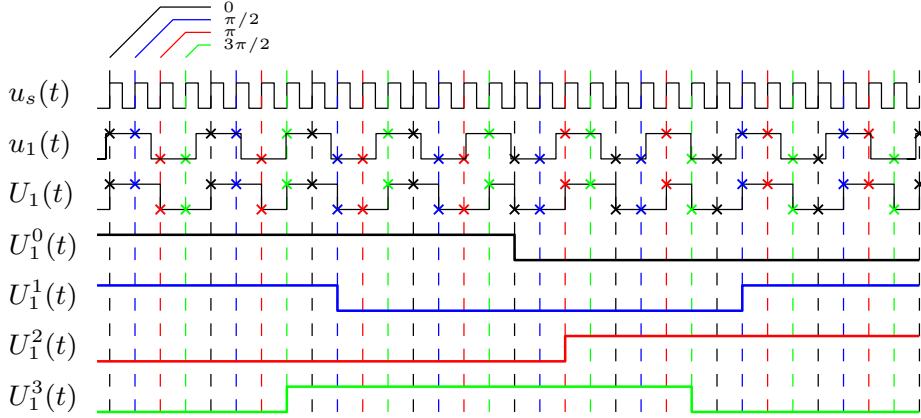 0
π/2
π
3π/2
u_s(t)
u_1(t)
U_1(t)
U_1^0(t)
U_1^1(t)
U_1^2(t)
U_1^3(t)